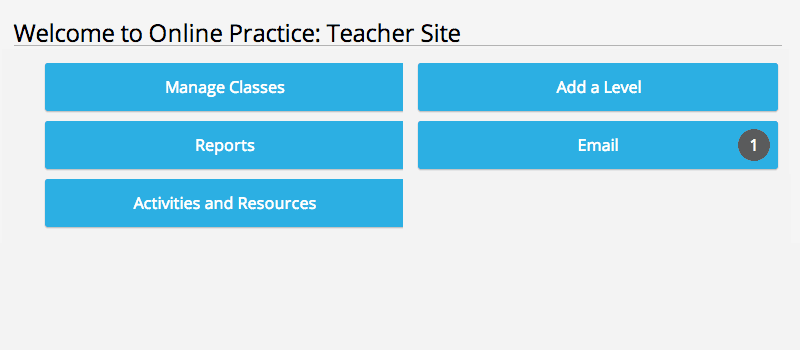 Welcome to Online Practice: Teacher Site
Manage Classes
Add a Level
Reports
Email 1
Activities and Resources